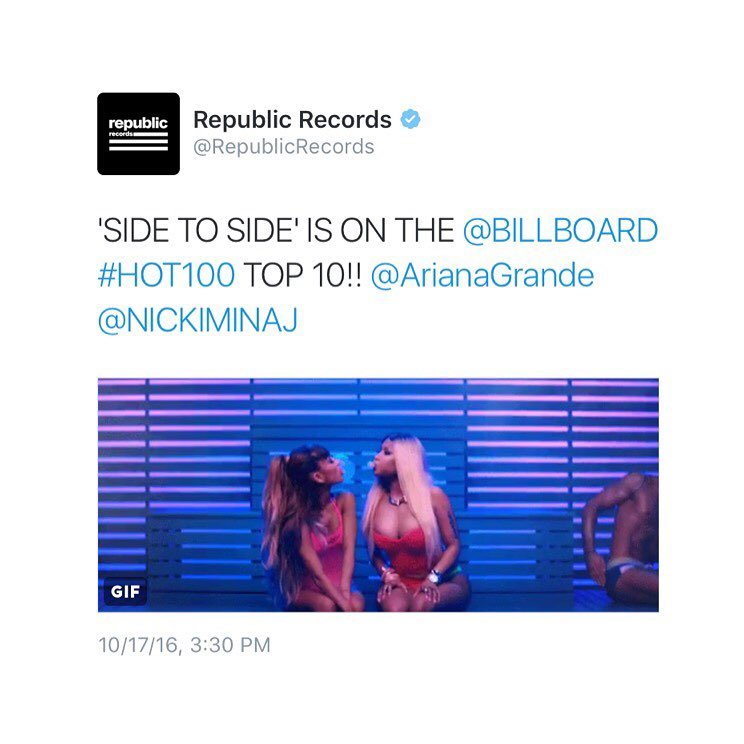 republic
records
Republic Records
@RepublicRecords
'SIDE TO SIDE' IS ON THE @BILLBOARD
#HOT100 TOP 10!! @ArianaGrande
@NICKIMINAJ
GIF
10/17/16, 3:30 PM